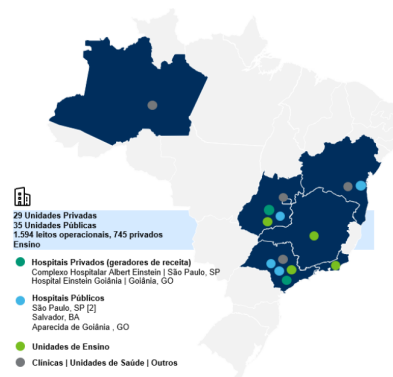 29 Unidades Privadas
35 Unidades Públicas
1.594 leitos operacionais, 745 privados
Ensino
Hospitais Privados (geradores de receita)
Complexo Hospitalar Albert Einstein | São Paulo, SP
Hospital Einstein Goiânia | Goiânia, GO
Hospitais Públicos
São Paulo, SP [2]
Salvador, BA
Aparecida de Goiânia , GO
Unidades de Ensino
Clínicas | Unidades de Saúde | Outros